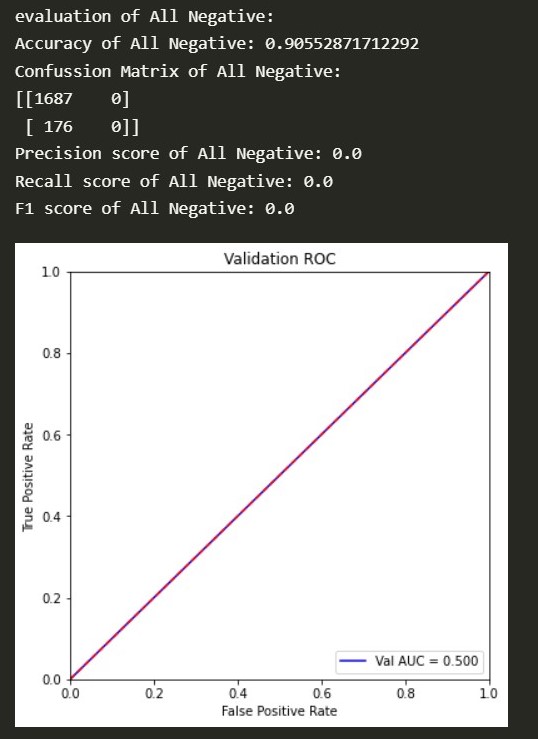 evaluation of All Negative:
Accuracy of All Negative: 0.90552871712292
Confussion Matrix of All Negative:
[[1687    0]
 [ 176    0]]
Precision score of All Negative: 0.0
Recall score of All Negative: 0.0
F1 score of All Negative: 0.0
Validation ROC
1.0
0.8
0.6
0.4
0.2
0.0
True Positive Rate
Val AUC = 0.500
0.0 0.2 0.4 0.6 0.8 1.0
False Positive Rate